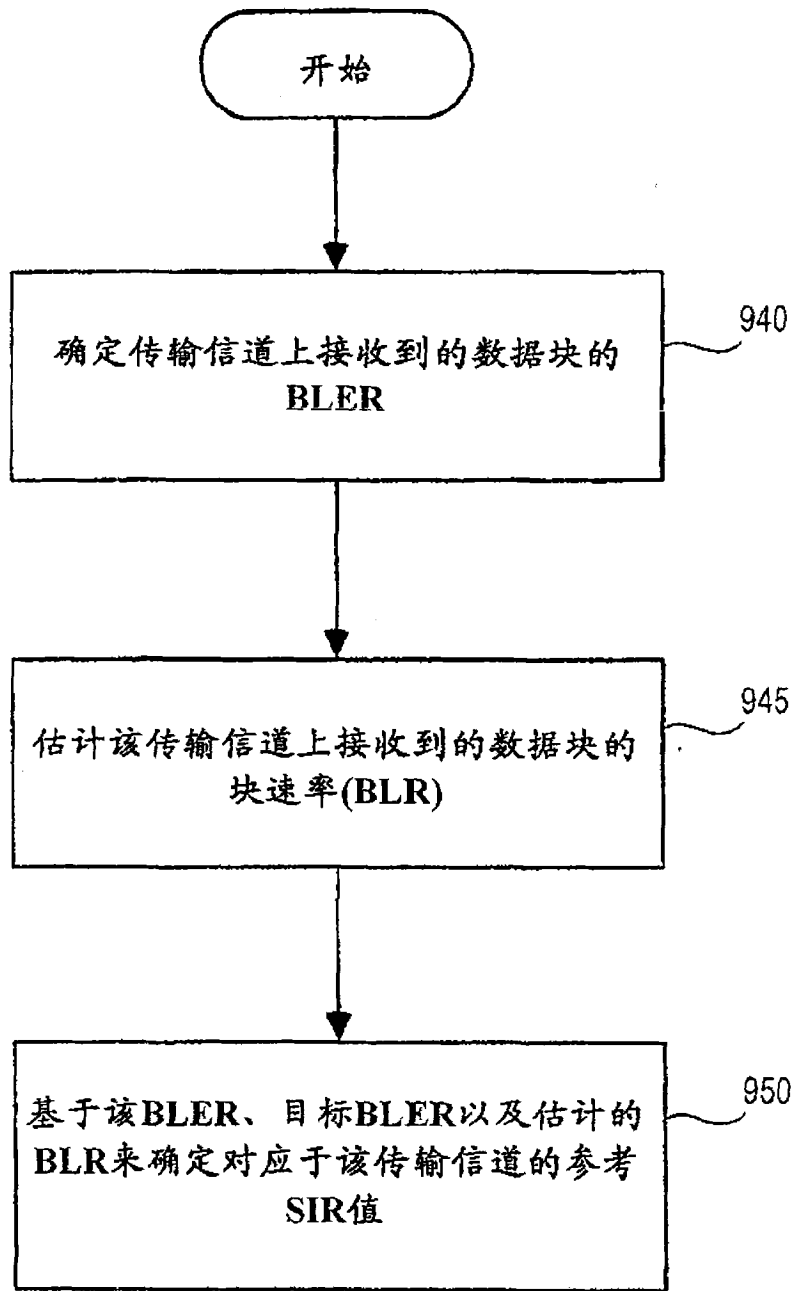 开始
940
确定传输信道上接收到的数据块的
BLER
945
估计该传输信道上接收到的数据块的
块速率(BLR)
950
基于该BLER、目标BLER以及估计的
BLR来确定对应于该传输信道的参考
SIR值